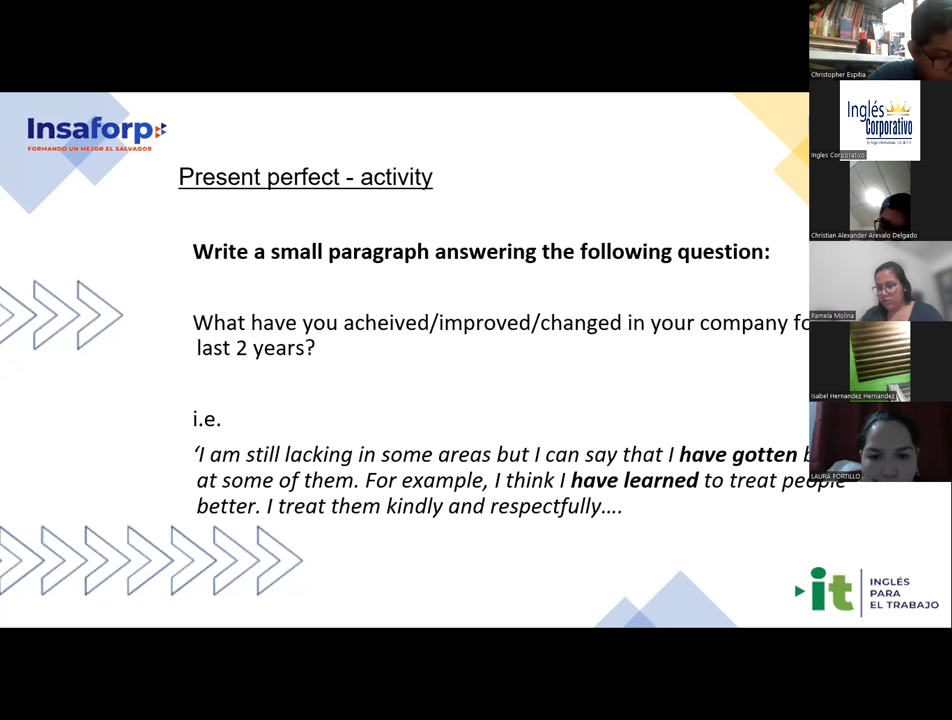 Insaforp
FORMANDO UN MEJOR EL SALVADOR
Present perfect - activity
Write a small paragraph answering the following question:
What have you acheived/improved/changed in your company fo
last 2 years?
i.e.
‘I am still lacking in some areas but I can say that I have gotten b
at some of them. For example, I think I have learned to treat people
better. I treat them kindly and respectfully....
it
INGLÉS
PARA
EL TRABAJO
Christopher Espitia
Inglés
Corporativo
Ingles Corporativo
Christian Alexander Arevalo Delgado
Pamela Molina
Isabel Hernandez Hernandez
LAURA PORTILLO